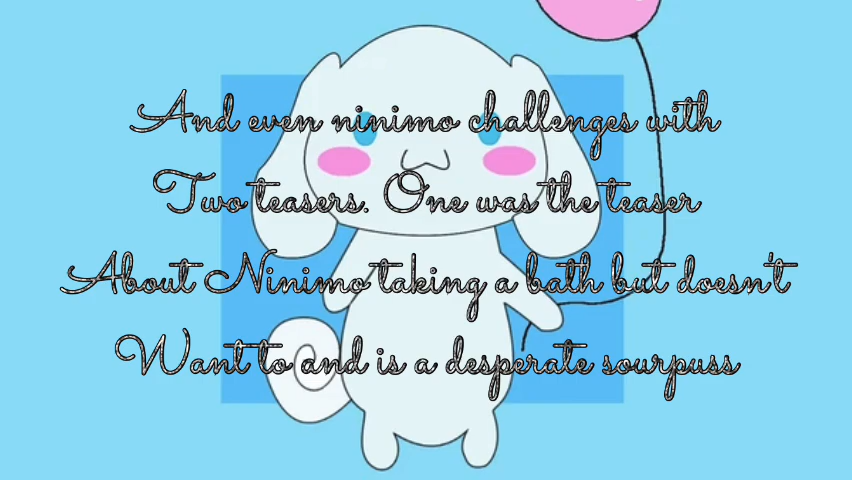 And even ninimo challenges with
Two teasers. One was the teaser
About Ninimo taking a bath but doesn't
Want to and is a desperate sourpuss